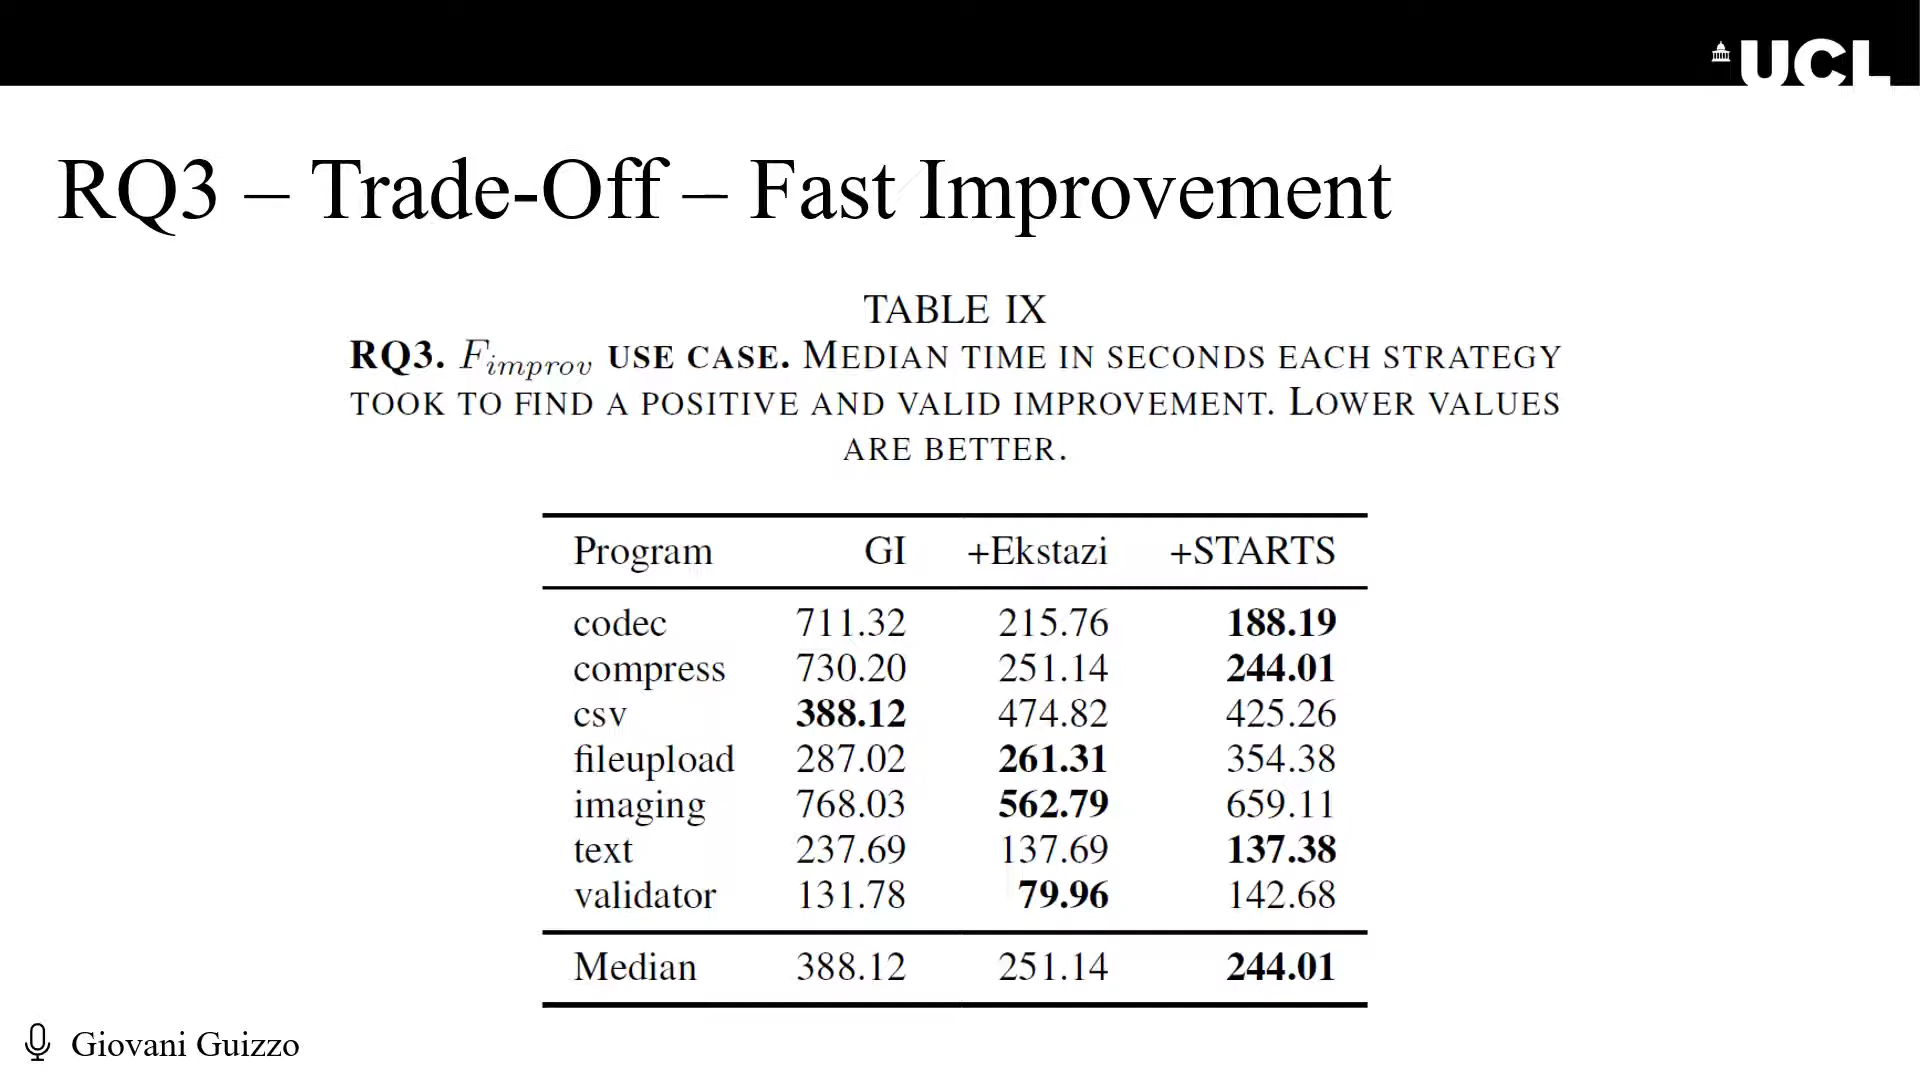 UCL
RQ3 – Trade-Off – Fast Improvement
TABLE IX
RQ3. Fimprov USE CASE. MEDIAN TIME IN SECONDS EACH STRATEGY
TOOK TO FIND A POSITIVE AND VALID IMPROVEMENT. LOWER VALUES
ARE BETTER.
Program GI +Ekstazi +STARTS
codec 711.32 215.76 188.19
compress 730.20 251.14 244.01
csv 388.12 474.82 425.26
fileupload 287.02 261.31 354.38
imaging 768.03 562.79 659.11
text 237.69 137.69 137.38
validator 131.78 79.96 142.68
Median 388.12 251.14 244.01
Giovani Guizzo